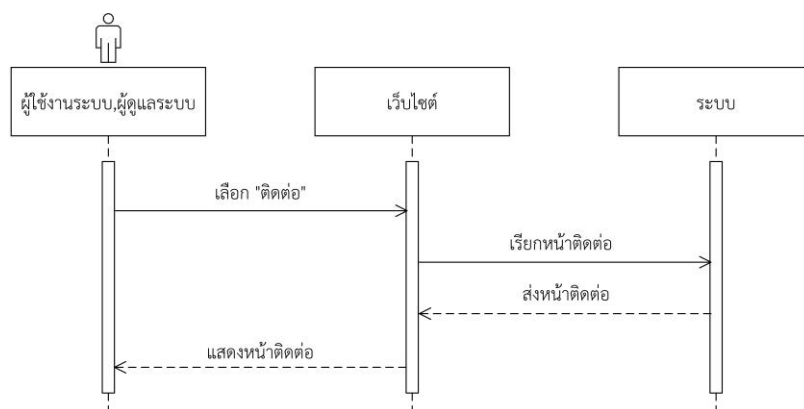 ผู้ใช้งานระบบ,ผู้ดูแลระบบ
เว็บไซต์
ระบบ
เลือก "ติดต่อ"
เรียกหน้าติดต่อ
ส่งหน้าติดต่อ
แสดงหน้าติดต่อ